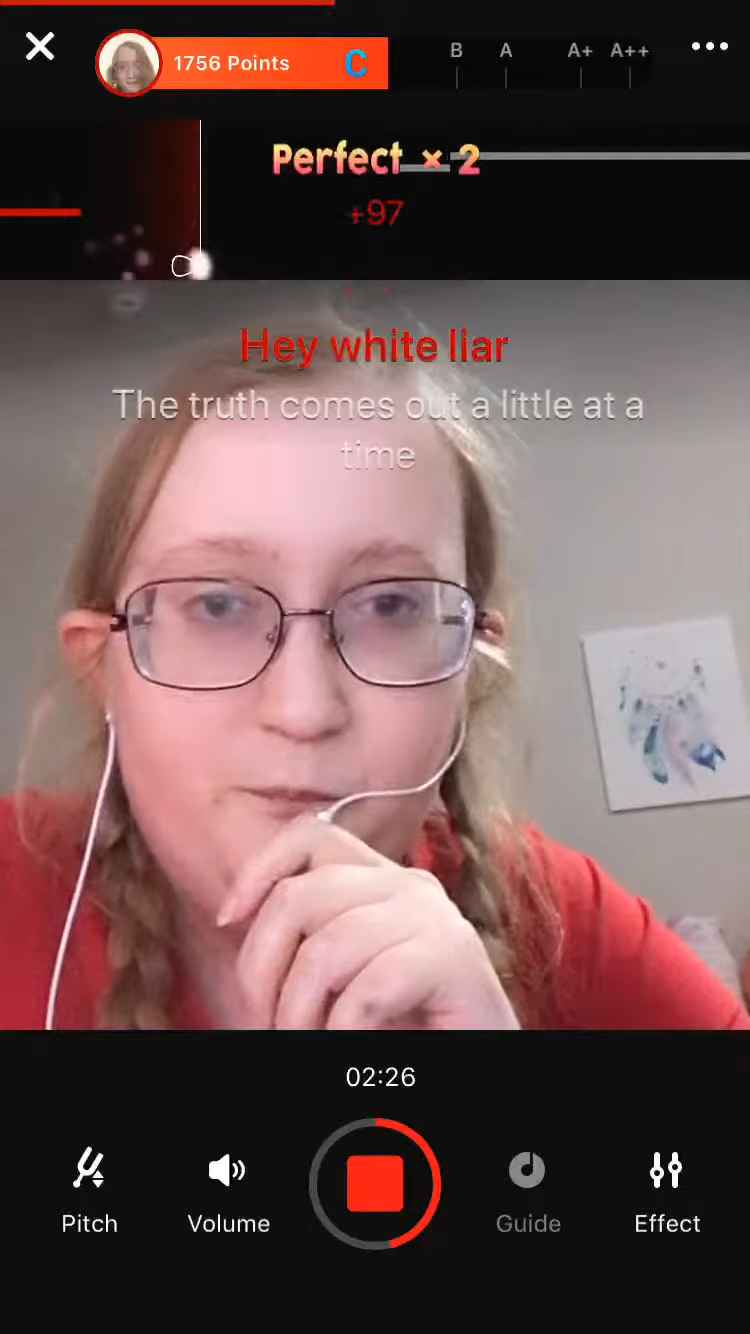 1756 Points C B A A+ A++
Perfect × 2
+97
Hey white liar
The truth comes out a little at a
time
02:26
Pitch Volume Guide Effect